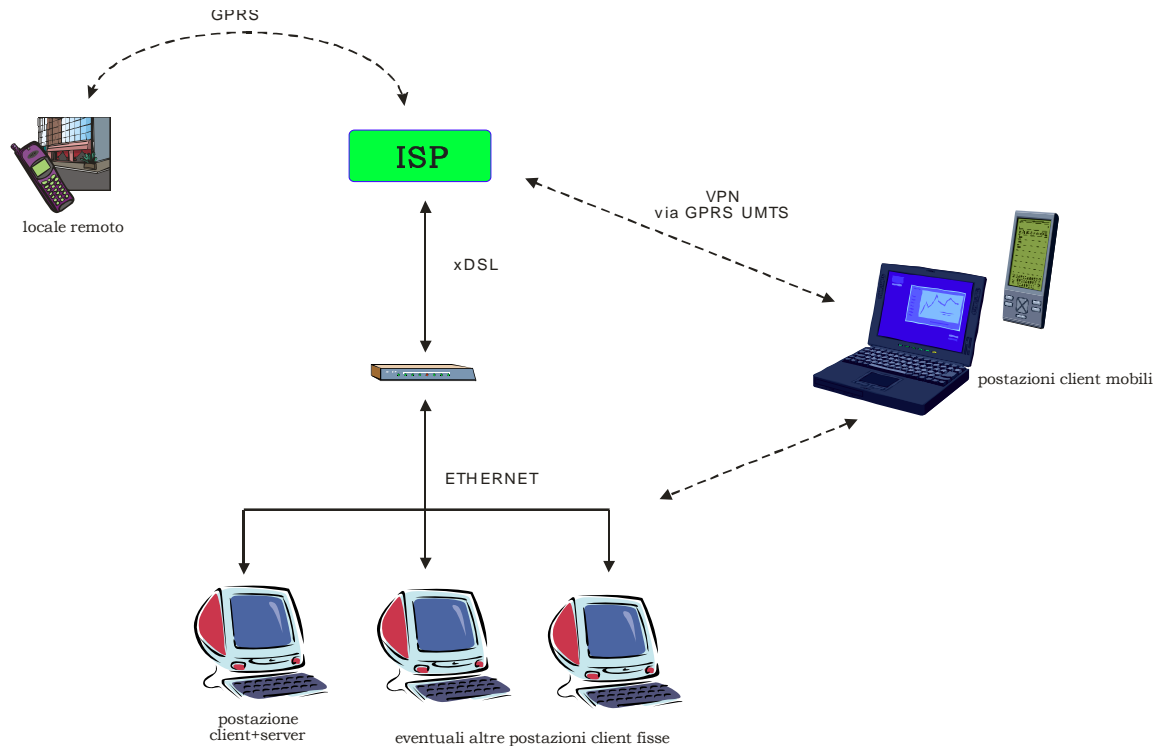 GPRS
ISP
VPN
via GPRS UMTS
locale remoto
xDSL
postazioni client mobili
ETHERNET
postazione
client+server
eventuali altre postazioni client fisse